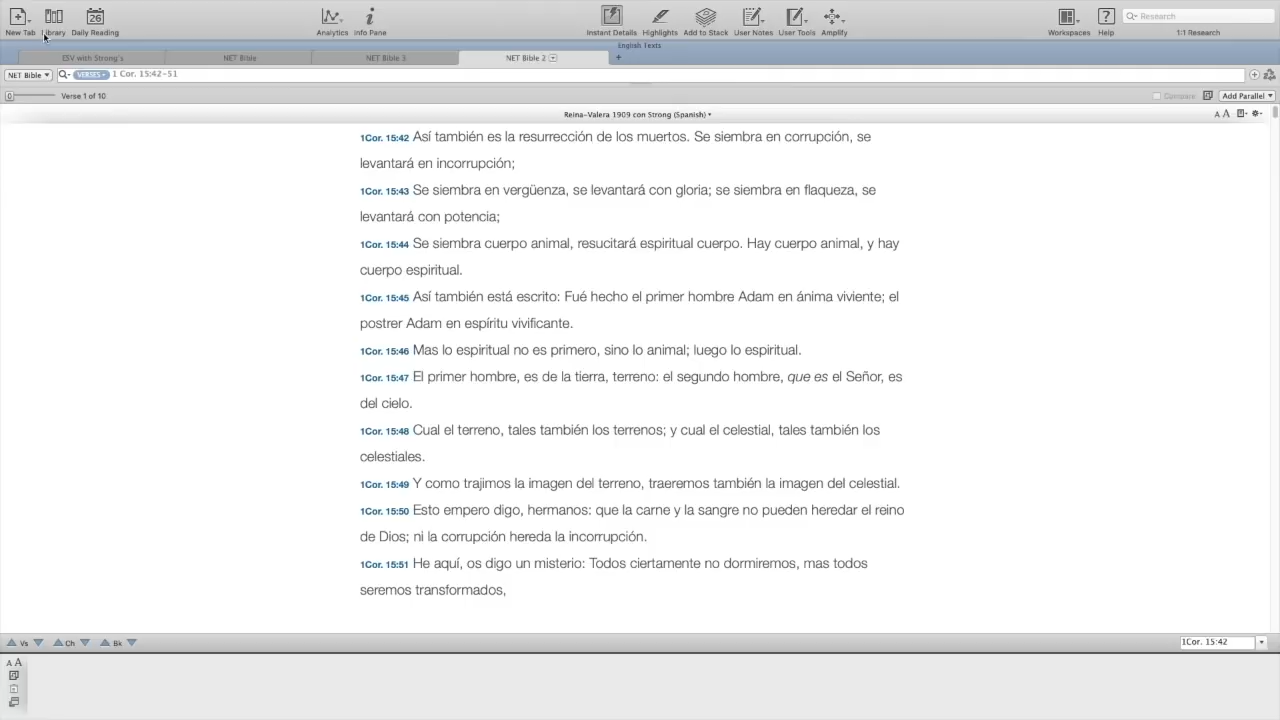 26
New Tab Library Daily Reading Analytics Info Pane Instant Details Highlights Add to Stack User Notes User Tools Amplify Workspaces Help Research 1:1 Research
English Texts
ESV with Strong's NET Bible NET Bible 3 NET Bible 2 +
NET Bible VERSES 1 Cor. 15:42-51
0 Verse 1 of 10 Compare Add Parallel
Reina-Valera 1909 con Strong (Spanish) A A
1Cor. 15:42 Así también es la resurrección de los muertos. Se siembra en corrupción, se
levantará en incorrupción;
1Cor. 15:43 Se siembra en vergüenza, se levantará con gloria; se siembra en flaqueza, se
levantará con potencia;
1Cor. 15:44 Se siembra cuerpo animal, resucitará espiritual cuerpo. Hay cuerpo animal, y hay
cuerpo espiritual.
1Cor. 15:45 Así también está escrito: Fué hecho el primer hombre Adam en ánima viviente; el
postrer Adam en espíritu vivificante.
1Cor. 15:46 Mas lo espiritual no es primero, sino lo animal; luego lo espiritual.
1Cor. 15:47 El primer hombre, es de la tierra, terreno: el segundo hombre, que es el Señor, es
del cielo.
1Cor. 15:48 Cual el terreno, tales también los terrenos; y cual el celestial, tales también los
celestiales.
1Cor. 15:49 Y como trajimos la imagen del terreno, traeremos también la imagen del celestial.
1Cor. 15:50 Esto empero digo, hermanos: que la carne y la sangre no pueden heredar el reino
de Dios; ni la corrupción hereda la incorrupción.
1Cor. 15:51 He aquí, os digo un misterio: Todos ciertamente no dormiremos, mas todos
seremos transformados,
Vs Ch Bk 1Cor. 15:42
A A